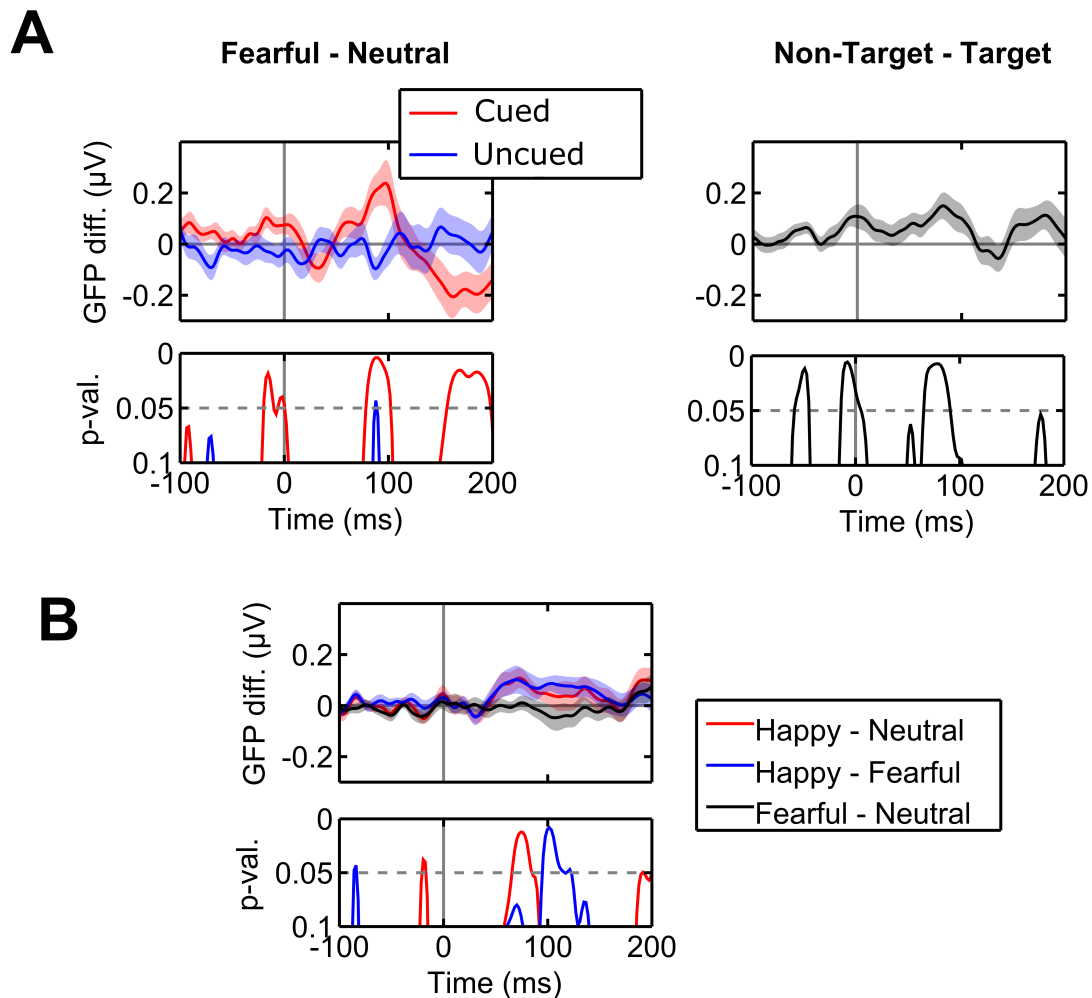 A
Fearful - Neutral
Non-Target - Target
Cued
Uncued
GFP diff. (µV)
0.2
0
-0.2
0.2
0
-0.2
p-val.
0
0.05
0.1
-100
0
100
200
Time (ms)
0
0.05
0.1
-100
0
100
200
Time (ms)
B
GFP diff. (µV)
0.2
0
-0.2
Happy - Neutral
Happy - Fearful
Fearful - Neutral
p-val.
0
0.05
0.1
-100
0
100
200
Time (ms)